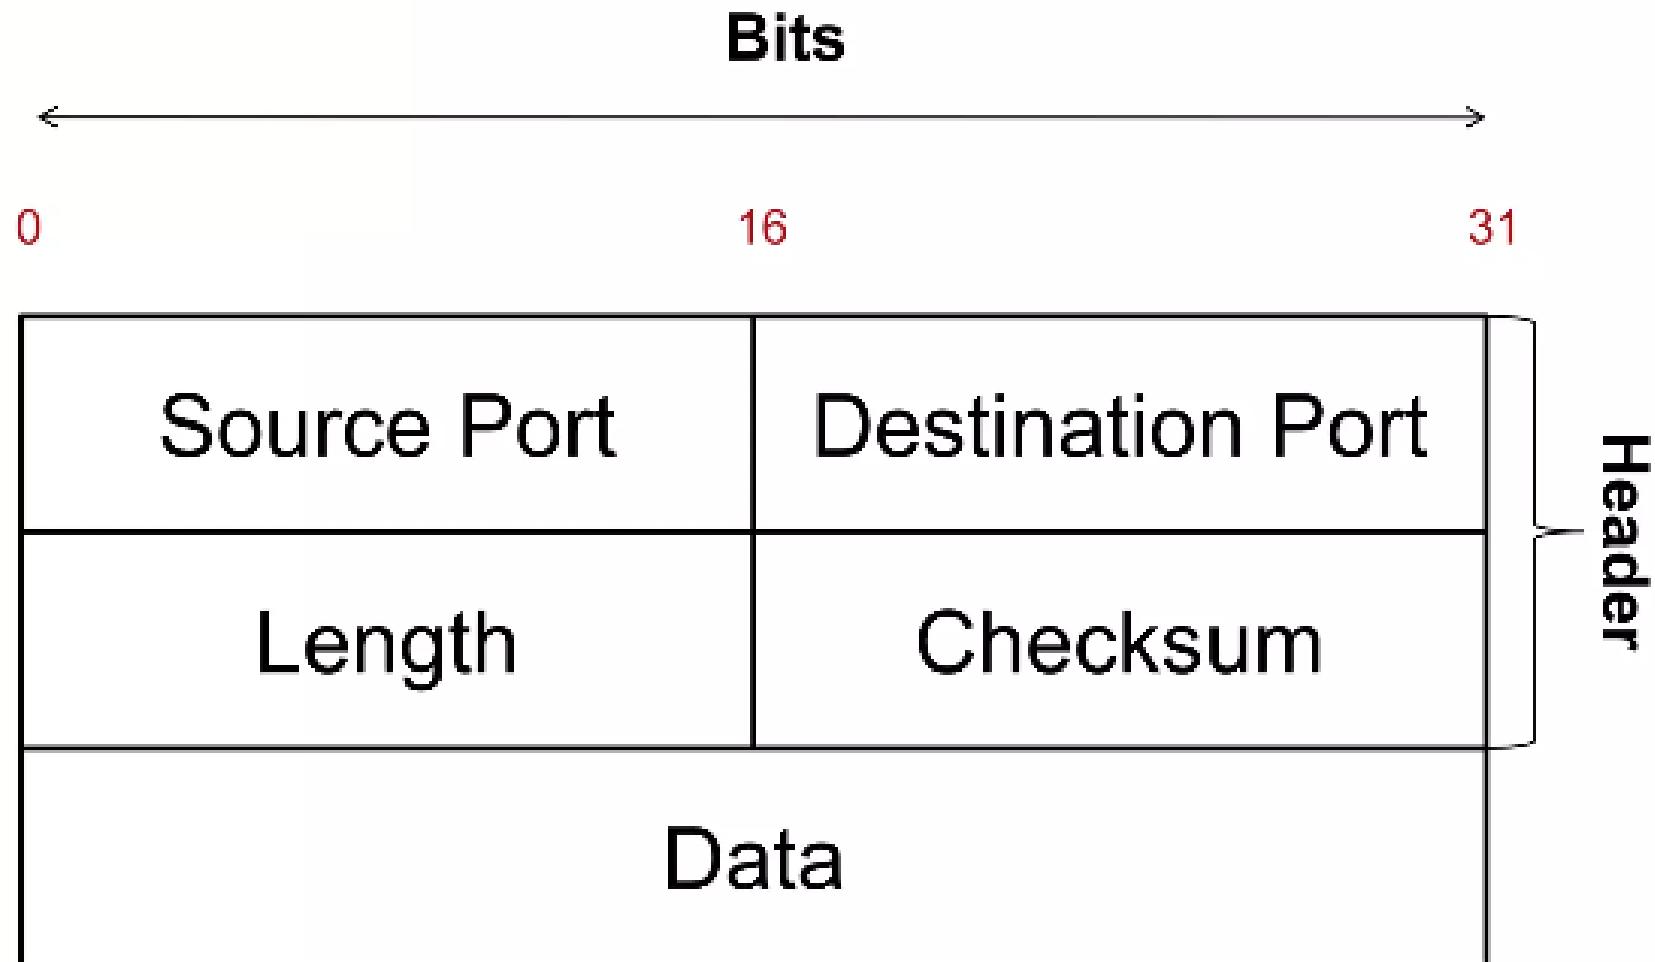 Bits
0 16 31
Source Port Destination Port
Header
Length Checksum
Data